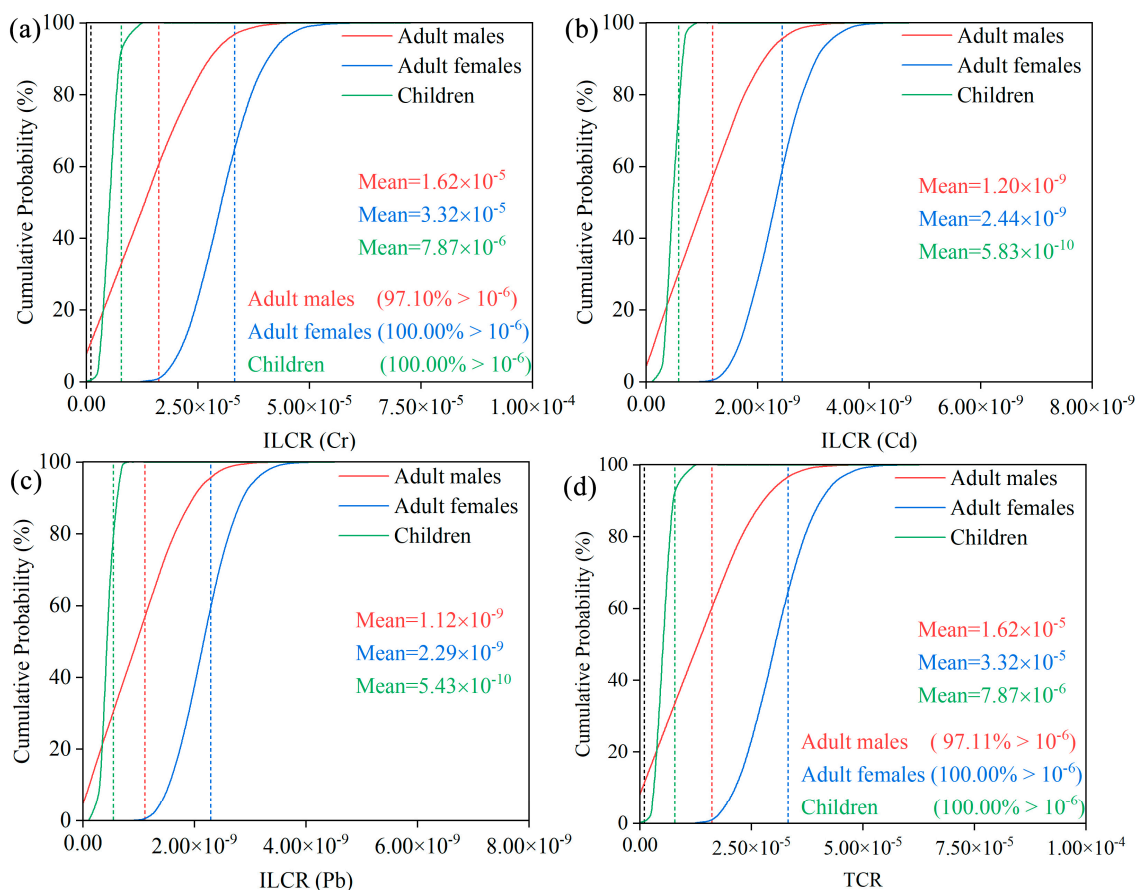 (a)
Adult males
Adult females
Children
Mean=1.62×10⁻⁵
Mean=3.32×10⁻⁵
Mean=7.87×10⁻⁶
Adult males (97.10% > 10⁻⁶)
Adult females (100.00% > 10⁻⁶)
Children (100.00% > 10⁻⁶)
Cumulative Probability (%)
100
80
60
40
20
0
0.00 2.50×10⁻⁵ 5.00×10⁻⁵ 7.50×10⁻⁵ 1.00×10⁻⁴
ILCR (Cr)
(b)
Adult males
Adult females
Children
Mean=1.20×10⁻⁹
Mean=2.44×10⁻⁹
Mean=5.83×10⁻¹⁰
Cumulative Probability (%)
100
80
60
40
20
0
0.00 2.00×10⁻⁹ 4.00×10⁻⁹ 6.00×10⁻⁹ 8.00×10⁻⁹
ILCR (Cd)
(c)
Adult males
Adult females
Children
Mean=1.12×10⁻⁹
Mean=2.29×10⁻⁹
Mean=5.43×10⁻¹⁰
Cumulative Probability (%)
100
80
60
40
20
0
0.00 2.00×10⁻⁹ 4.00×10⁻⁹ 6.00×10⁻⁹ 8.00×10⁻⁹
ILCR (Pb)
(d)
Adult males
Adult females
Children
Mean=1.62×10⁻⁵
Mean=3.32×10⁻⁵
Mean=7.87×10⁻⁶
Adult males ( 97.11% > 10⁻⁶)
Adult females (100.00% > 10⁻⁶)
Children (100.00% > 10⁻⁶)
Cumulative Probability (%)
100
80
60
40
20
0
0.00 2.50×10⁻⁵ 5.00×10⁻⁵ 7.50×10⁻⁵ 1.00×10⁻⁴
TCR